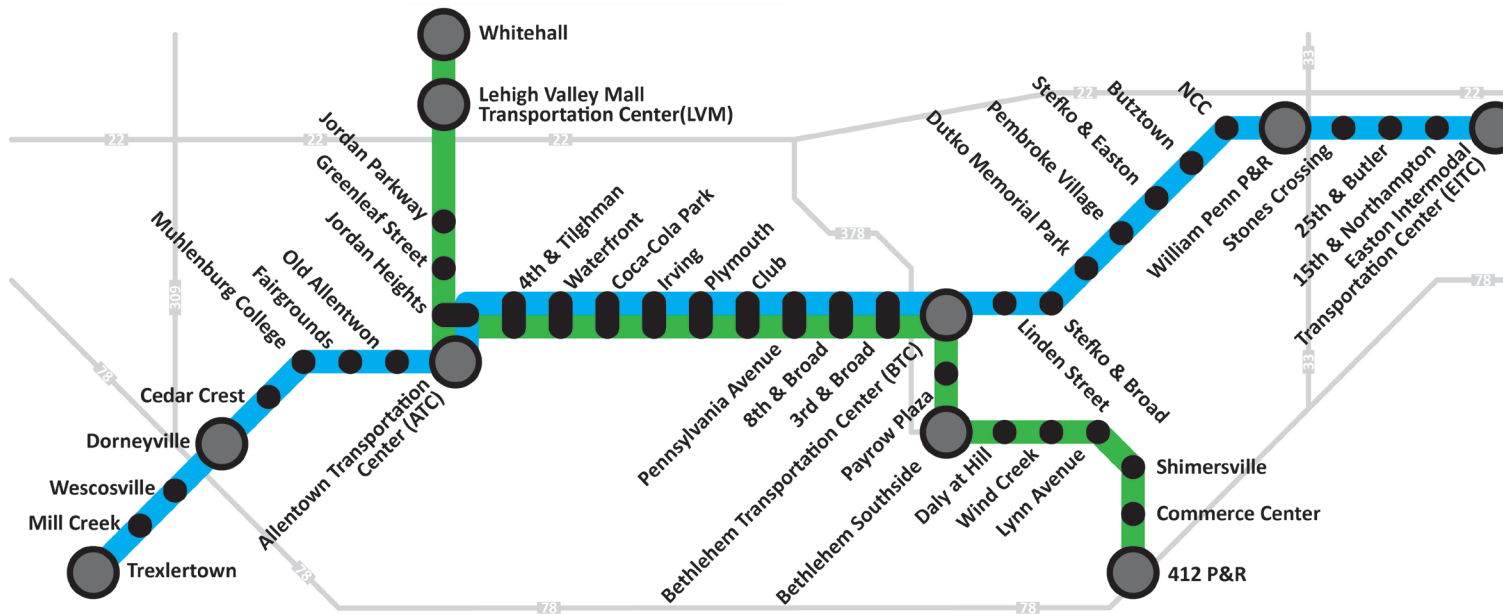 Whitehall
Lehigh Valley Mall
Transportation Center(LVM)
22
22
22
22
22
33
Jordan Parkway
Greenleaf Street
Jordan Heights
309
378
Muhlenburg College
Fairgrounds
Old Allentwon
4th & Tilghman
Waterfront
Coca-Cola Park
Irving
Plymouth
Club
Dutko Memorial Park
Pembroke Village
Stefko & Easton
Butztown
NCC
William Penn P&R
Stones Crossing
25th & Butler
15th & Northampton
Easton Intermodal
Transportation Center (EITC)
78
33
78
Cedar Crest
Dorneyville
Wescosville
Mill Creek
Trexlertown
Allentown Transportation
Center (ATC)
Pennsylvania Avenue
8th & Broad
3rd & Broad
Bethlehem Transportation Center (BTC)
Payrow Plaza
Bethlehem Southside
Linden Street
Stefko & Broad
Daly at Hill
Wind Creek
Lynn Avenue
Shimersville
Commerce Center
412 P&R
78
78
78